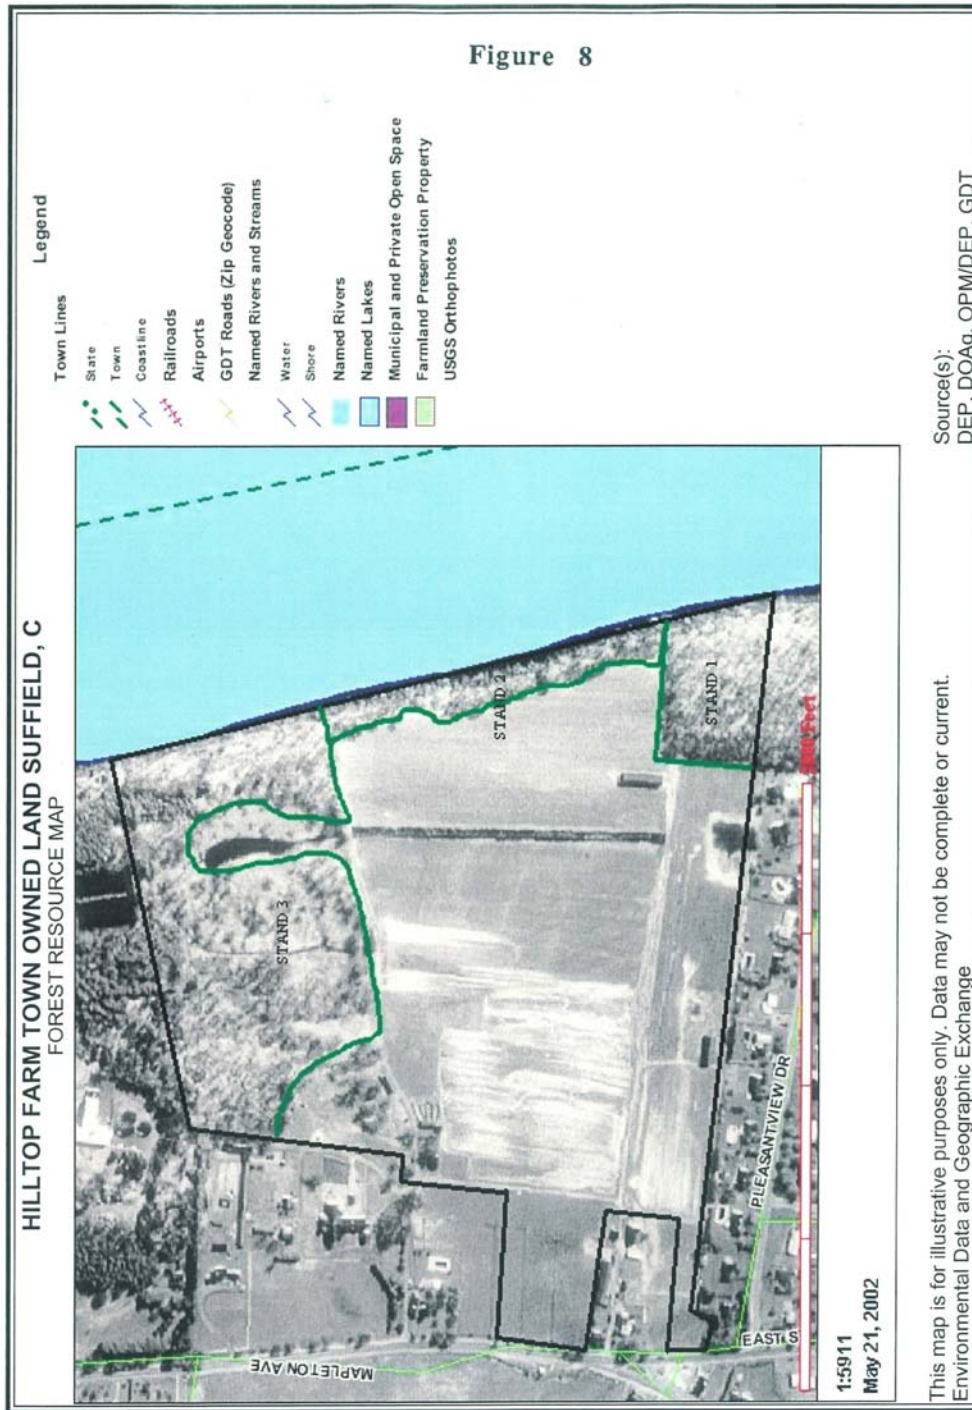 Figure 8
HILLTOP FARM TOWN OWNED LAND SUFFIELD, C
FOREST RESOURCE MAP
Legend
Town Lines
State
Town
Coastline
Railroads
Airports
GDT Roads (Zip Geocode)
Named Rivers and Streams
Water
Shore
Named Rivers
Named Lakes
Municipal and Private Open Space
Farmland Preservation Property
USGS Orthophotos
STAND 3
STAND 2
STAND 1
MAPLETON AVE
EAST S
PLEASANTVIEW DR
Feet
1:5911
May 21, 2002
This map is for illustrative purposes only. Data may not be complete or current.
Environmental Data and Geographic Exchange
Source(s):
DEP, DOAg, OPM/DEP, GDT